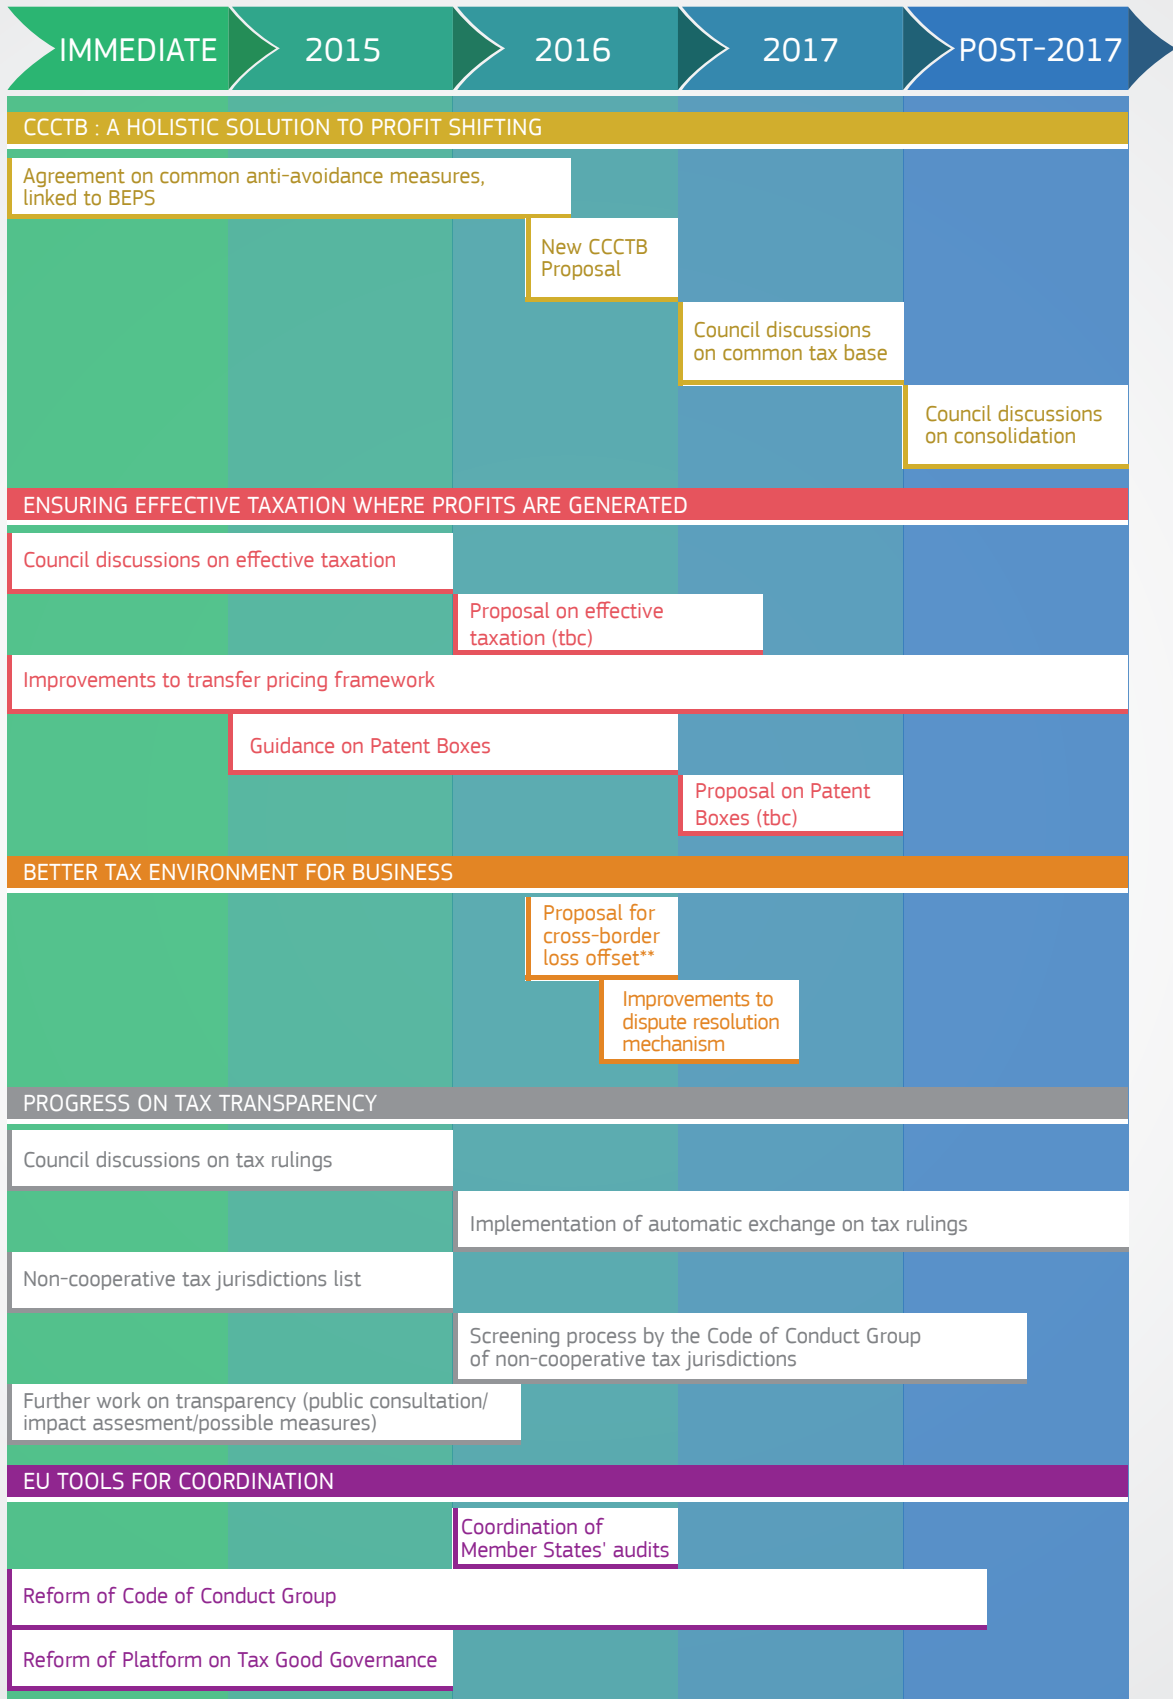 IMMEDIATE
2015
2016
2017
POST-2017
CCCTB : A HOLISTIC SOLUTION TO PROFIT SHIFTING
Agreement on common anti-avoidance measures,
linked to BEPS
New CCCTB
Proposal
Council discussions
on common tax base
Council discussions
on consolidation
ENSURING EFFECTIVE TAXATION WHERE PROFITS ARE GENERATED
Council discussions on effective taxation
Proposal on effective
taxation (tbc)
Improvements to transfer pricing framework
Guidance on Patent Boxes
Proposal on Patent
Boxes (tbc)
BETTER TAX ENVIRONMENT FOR BUSINESS
Proposal for
cross-border
loss offset**
Improvements to
dispute resolution
mechanism
PROGRESS ON TAX TRANSPARENCY
Council discussions on tax rulings
Implementation of automatic exchange on tax rulings
Non-cooperative tax jurisdictions list
Screening process by the Code of Conduct Group
of non-cooperative tax jurisdictions
Further work on transparency (public consultation/
impact assesment/possible measures)
EU TOOLS FOR COORDINATION
Coordination of
Member States' audits
Reform of Code of Conduct Group
Reform of Platform on Tax Good Governance